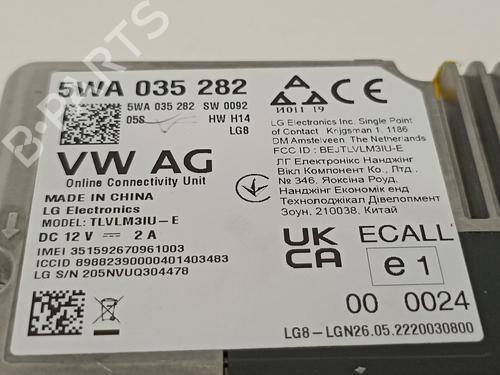 5WA 035 282
5WA 035 282 SW 0092
05S HW H14
LG8
VW AG
Online Connectivity Unit
MADE IN CHINA
LG Electronics
MODEL: TLVLM3IU-E
DC 12 V 2 A
IMEI 351592670961003
ICCID 89882390000401403483
LG S/N 205NVUQ304478
CE
И011 19
LG Electronics Inc. Single Point
of Contact Krijgsman 1, 1186
DM Amstelveen The Netherlands
FCC ID : BEJTLVLM3IU-E
ЛГ Електронікс Нанджінг
Вікл Компонент Ко., Лтд.,
№ 346, Яоксіна Роуд,
Нанджінг Економік енд
Текнолоджікал Дівелопмент
Зоун, 210038, Китай
UK
CA
ECALL
e1
00 0024
LG8-LGN26.05.2220030800
B-PARTS